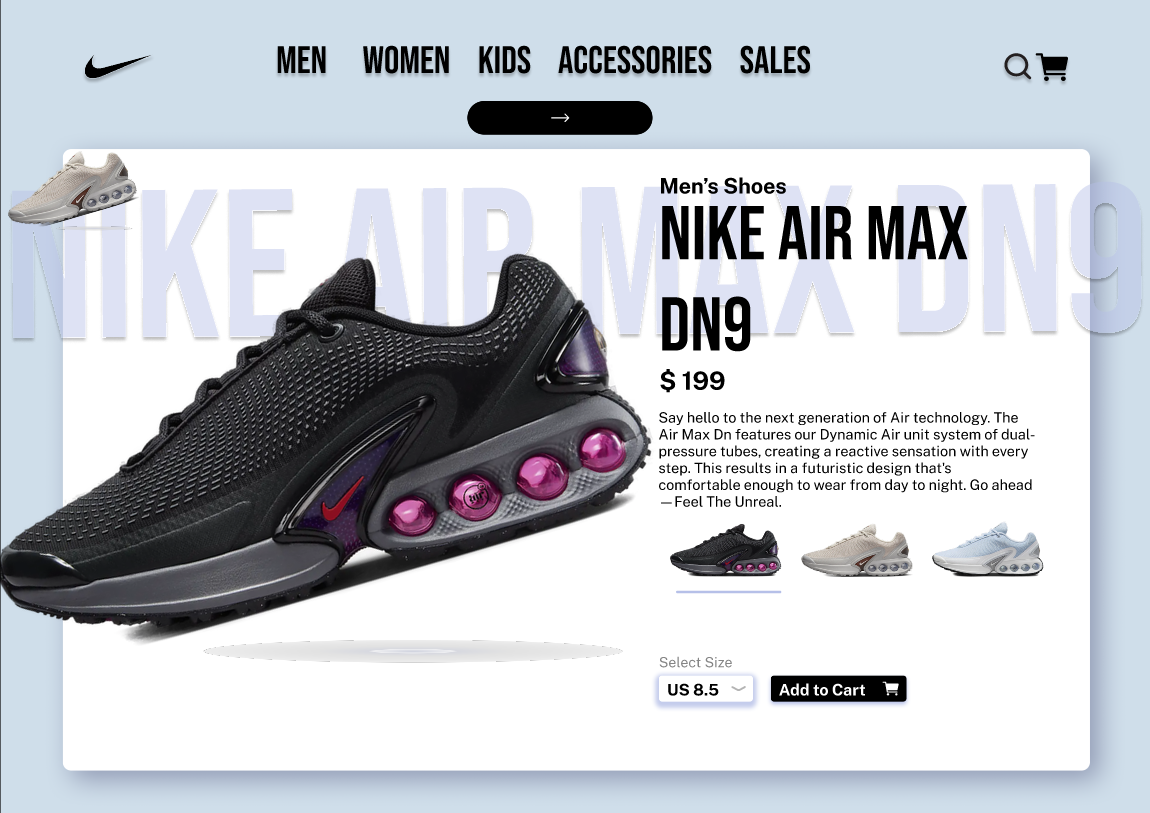 MEN WOMEN KIDS ACCESSORIES SALES
→
NIKE AIR MAX DN9
Men’s Shoes
NIKE AIR MAX
DN9
$ 199
Say hello to the next generation of Air technology. The
Air Max Dn features our Dynamic Air unit system of dual-
pressure tubes, creating a reactive sensation with every
step. This results in a futuristic design that's
comfortable enough to wear from day to night. Go ahead
—Feel The Unreal.
Select Size
US 8.5
Add to Cart